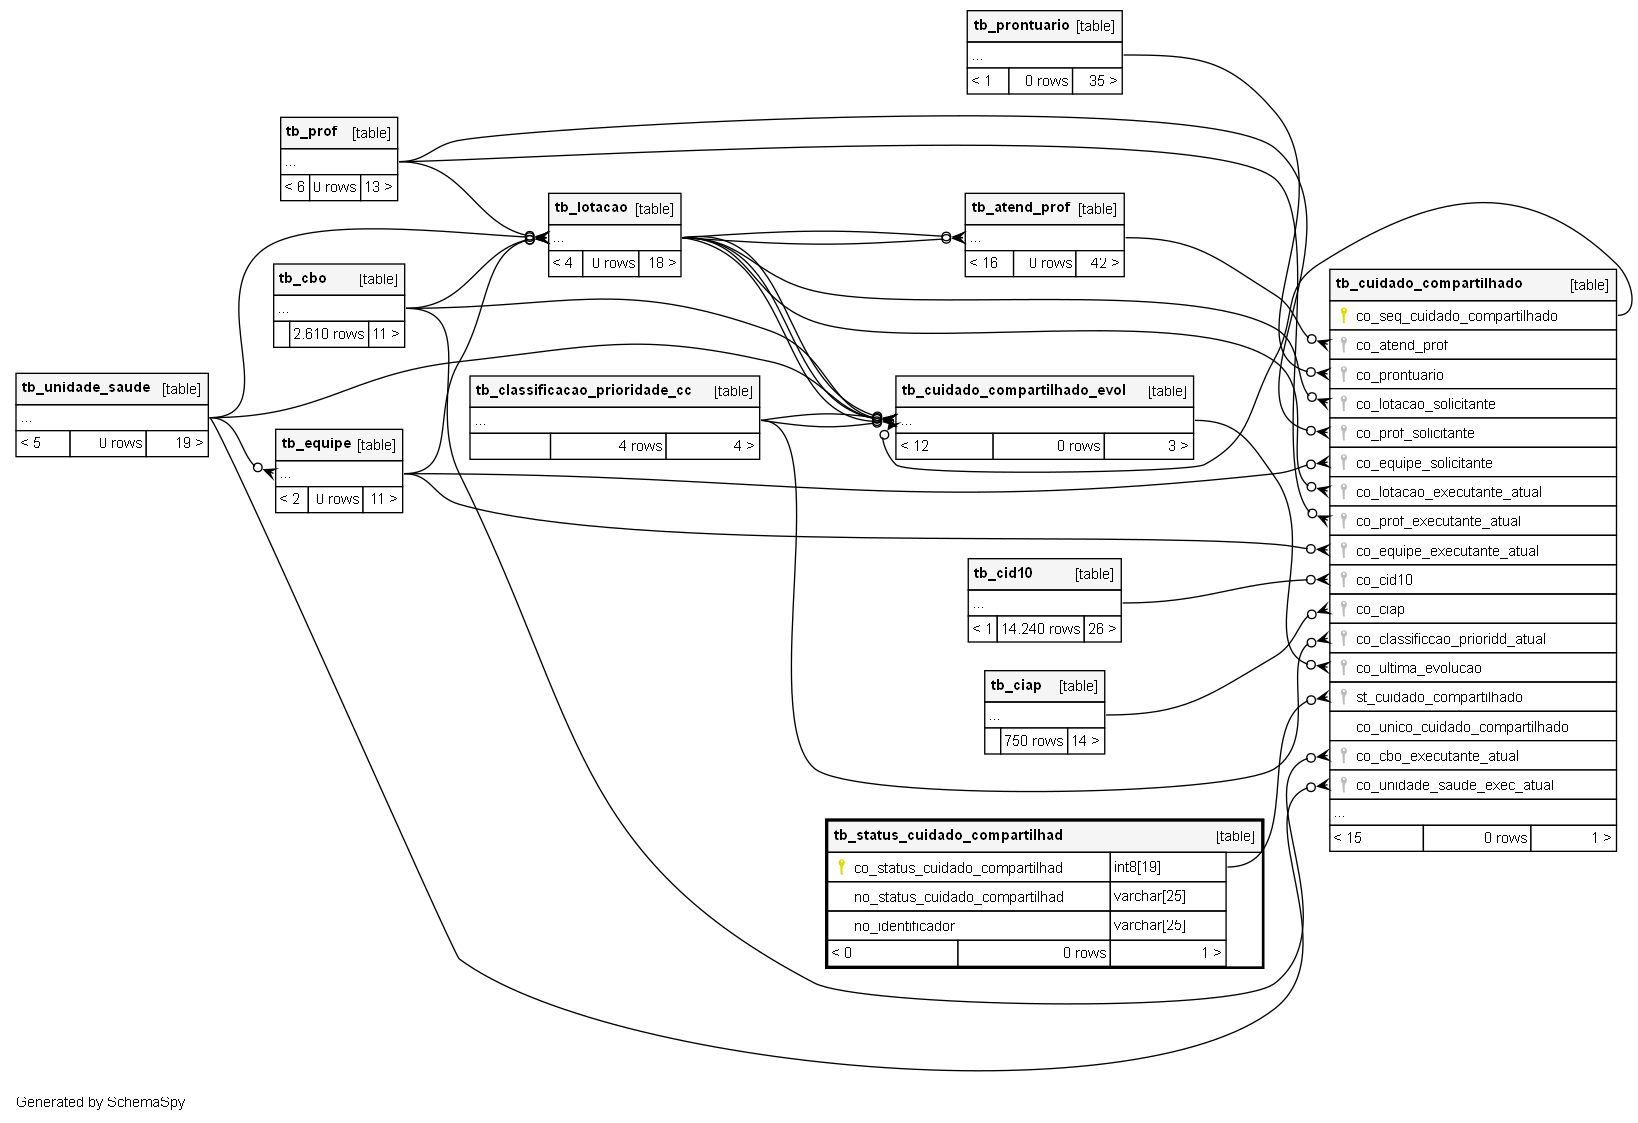 tb_prontuario [table]
...
< 1 0 rows 35 >
tb_prof [table]
...
< 6 0 rows 13 >
tb_lotacao [table]
...
< 4 0 rows 18 >
tb_atend_prof [table]
...
< 16 0 rows 42 >
tb_cbo [table]
...
2.610 rows 11 >
tb_unidade_saude [table]
...
< 5 0 rows 19 >
tb_equipe [table]
...
< 2 0 rows 11 >
tb_classificacao_prioridade_cc [table]
...
4 rows 4 >
tb_cuidado_compartilhado_evol [table]
...
< 12 0 rows 3 >
tb_cid10 [table]
...
< 1 14.240 rows 26 >
tb_ciap [table]
...
750 rows 14 >
tb_cuidado_compartilhado [table]
co_seq_cuidado_compartilhado
co_atend_prof
co_prontuario
co_lotacao_solicitante
co_prof_solicitante
co_equipe_solicitante
co_lotacao_executante_atual
co_prof_executante_atual
co_equipe_executante_atual
co_cid10
co_ciap
co_classificcao_prioridd_atual
co_ultima_evolucao
st_cuidado_compartilhado
co_unico_cuidado_compartilhado
co_cbo_executante_atual
co_unidade_saude_exec_atual
...
< 15 0 rows 1 >
tb_status_cuidado_compartilhad [table]
co_status_cuidado_compartilhad int8[19]
no_status_cuidado_compartilhad varchar[25]
no_identificador varchar[25]
< 0 0 rows 1 >
Generated by SchemaSpy